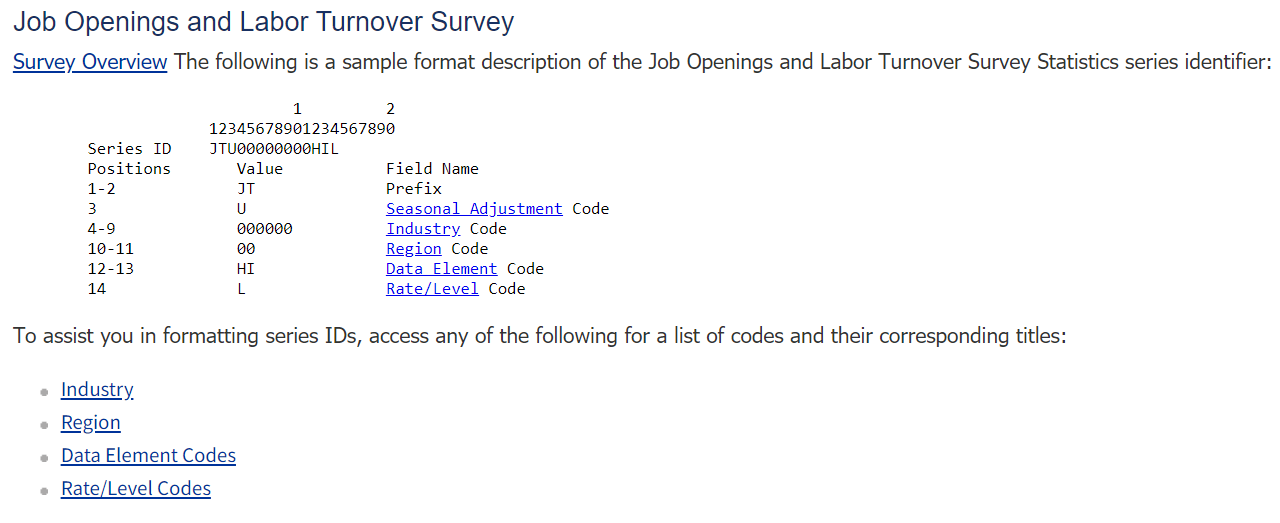 Job Openings and Labor Turnover Survey
Survey Overview The following is a sample format description of the Job Openings and Labor Turnover Survey Statistics series identifier:
1 2
12345678901234567890
Series ID JTU00000000HIL
Positions Value Field Name
1-2 JT Prefix
3 U Seasonal Adjustment Code
4-9 000000 Industry Code
10-11 00 Region Code
12-13 HI Data Element Code
14 L Rate/Level Code
To assist you in formatting series IDs, access any of the following for a list of codes and their corresponding titles:
Industry
Region
Data Element Codes
Rate/Level Codes